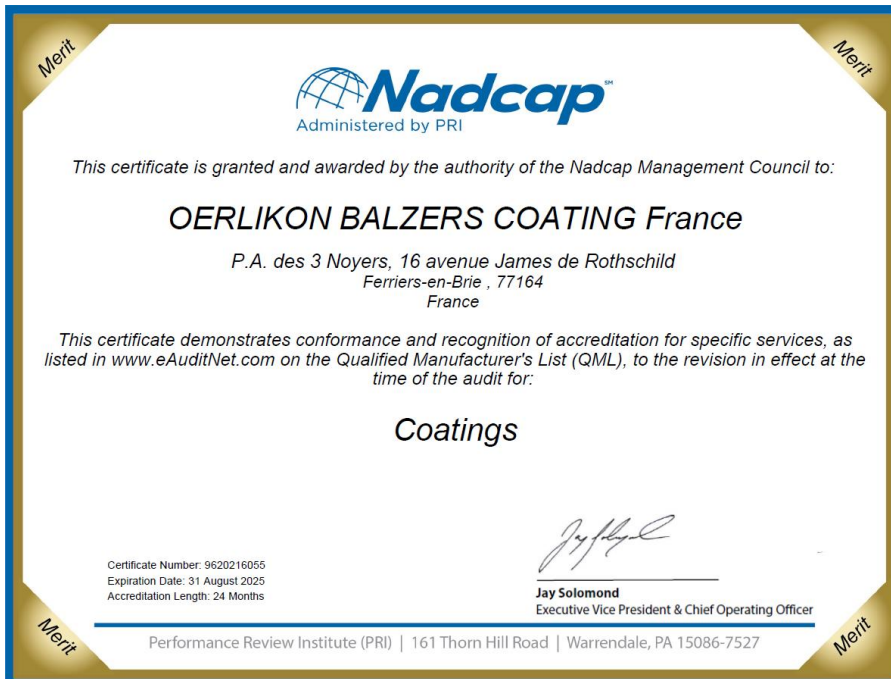 Merit
Merit
Nadcap SM
Administered by PRI
This certificate is granted and awarded by the authority of the Nadcap Management Council to:
OERLIKON BALZERS COATING France
P.A. des 3 Noyers, 16 avenue James de Rothschild
Ferriers-en-Brie , 77164
France
This certificate demonstrates conformance and recognition of accreditation for specific services, as
listed in www.eAuditNet.com on the Qualified Manufacturer's List (QML), to the revision in effect at the
time of the audit for:
Coatings
Certificate Number: 9620216055
Expiration Date: 31 August 2025
Accreditation Length: 24 Months
Jay Solomond
Executive Vice President & Chief Operating Officer
Merit
Merit
Performance Review Institute (PRI) | 161 Thorn Hill Road | Warrendale, PA 15086-7527